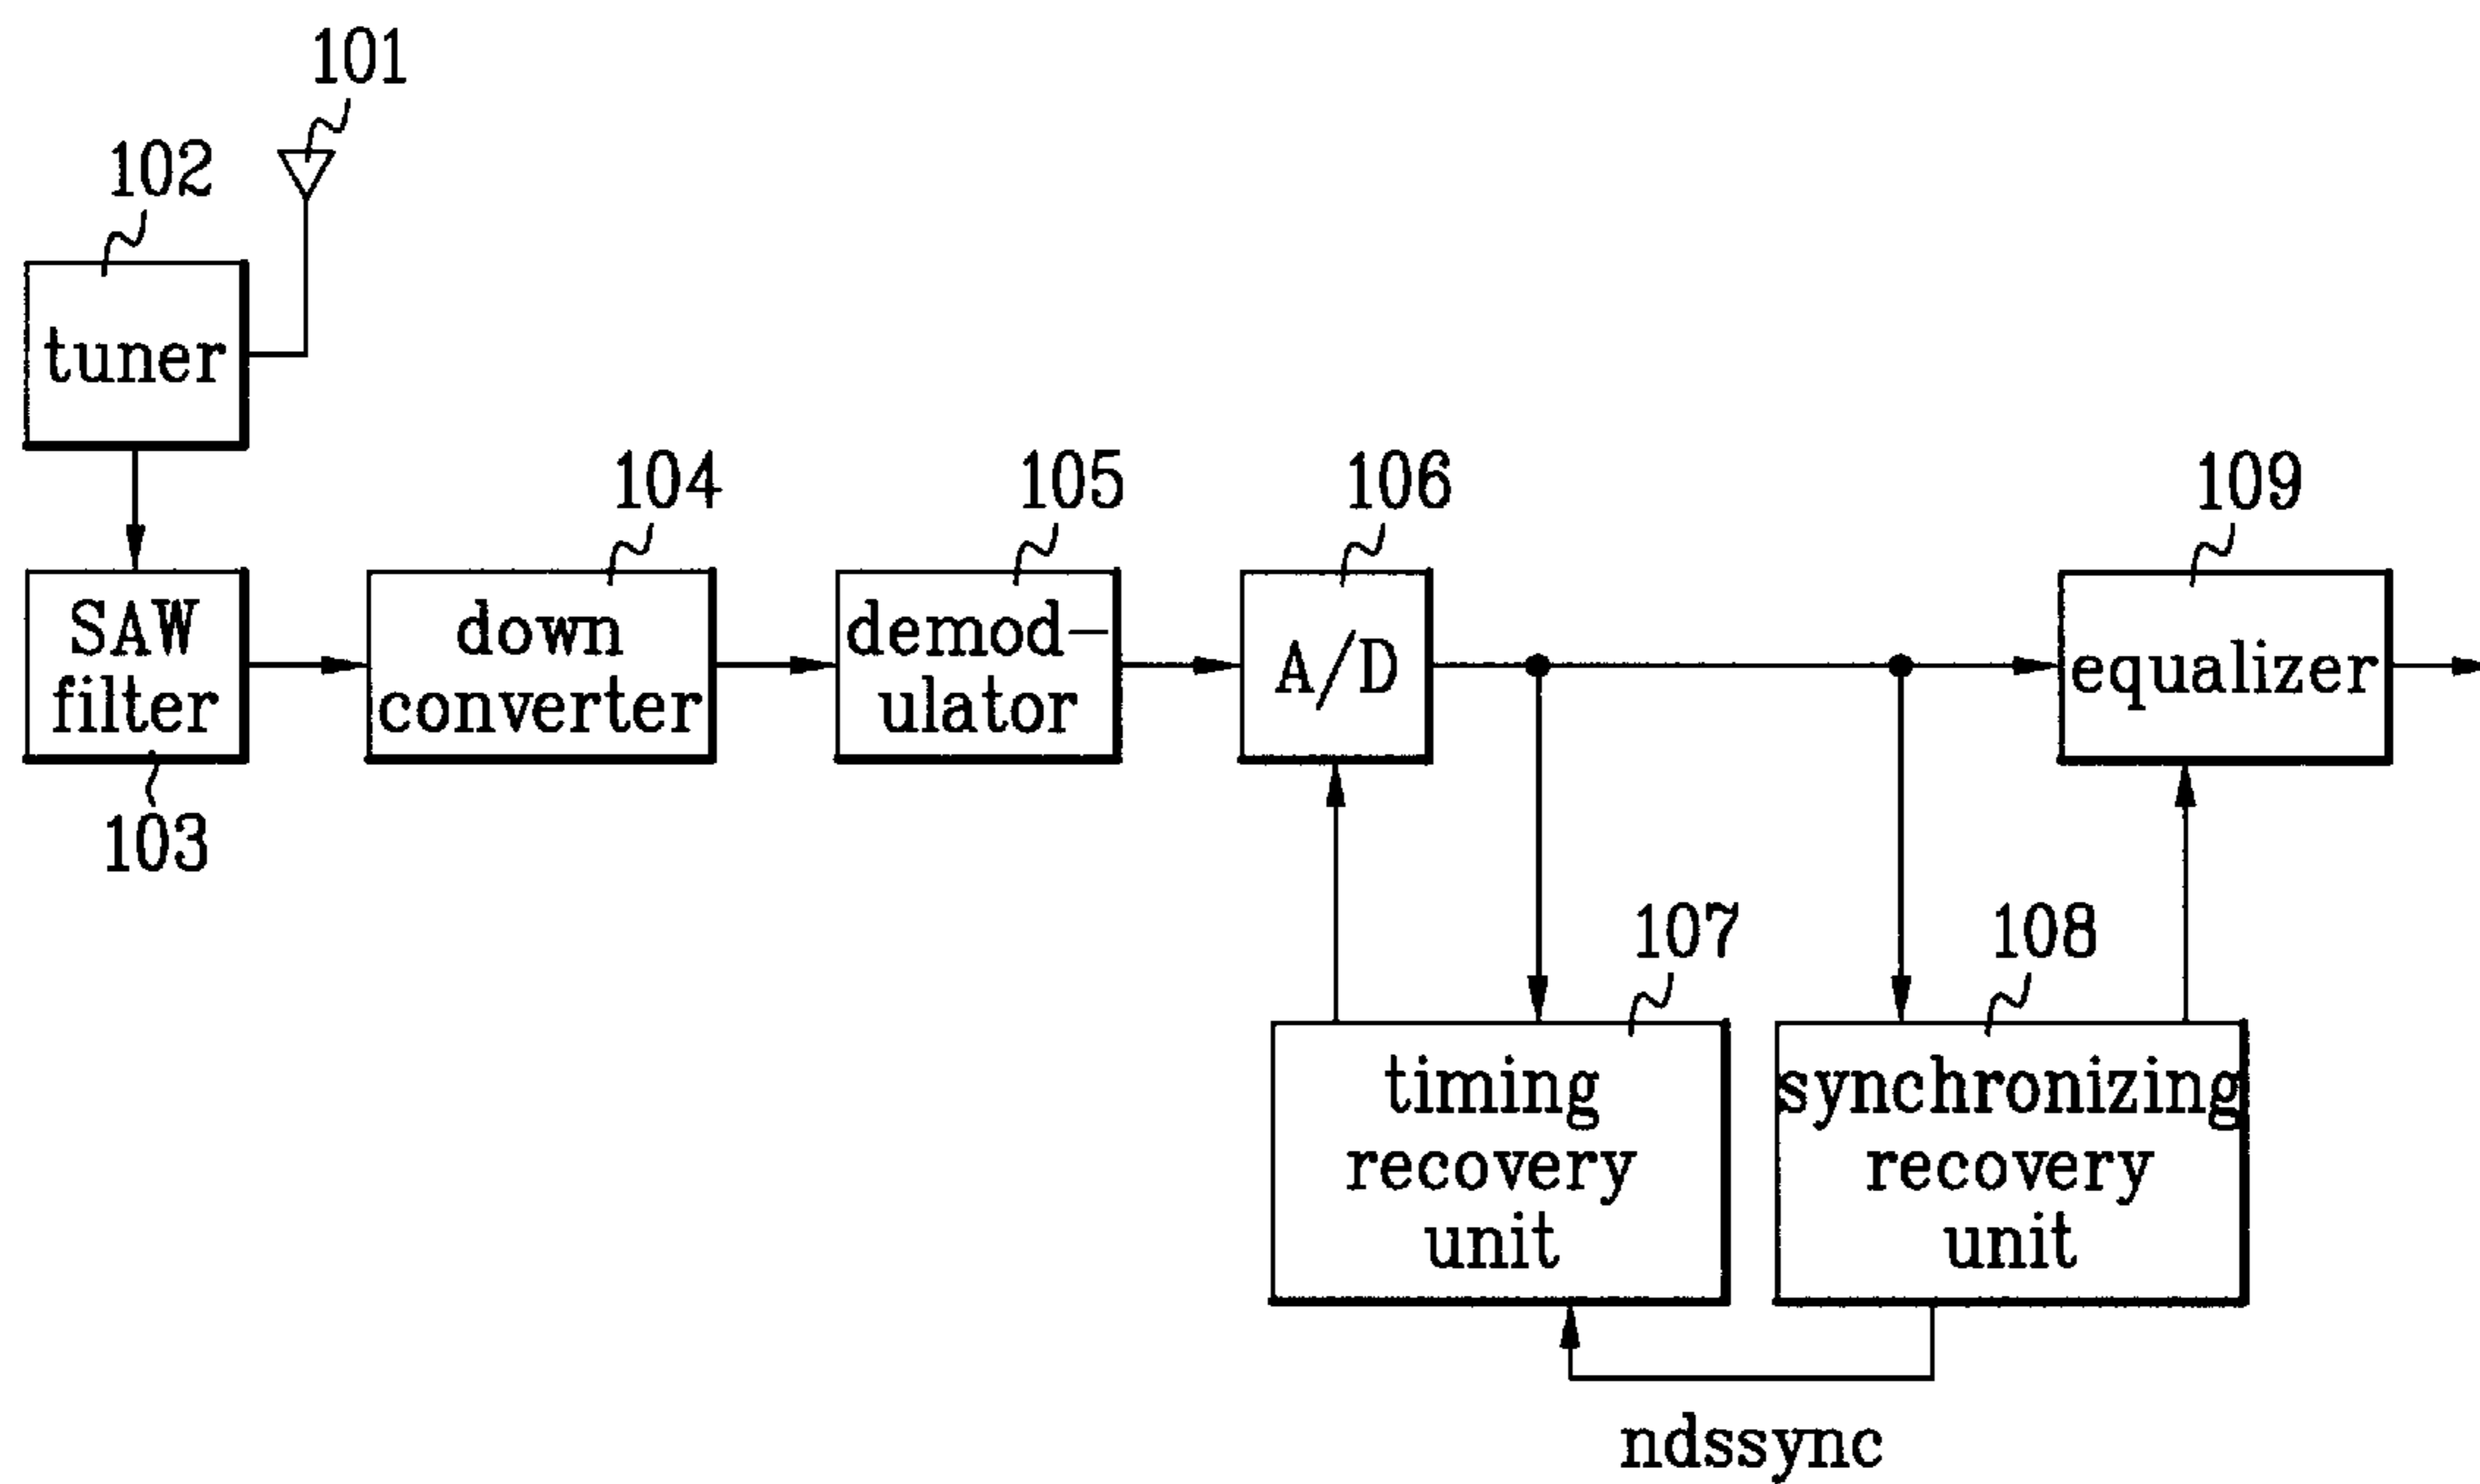 101
102
tuner
104
105
106
109
SAW
filter
down
converter
demod-
ulator
A/D
equalizer
103
107
108
timing
recovery
unit
synchronizing
recovery
unit
ndssync